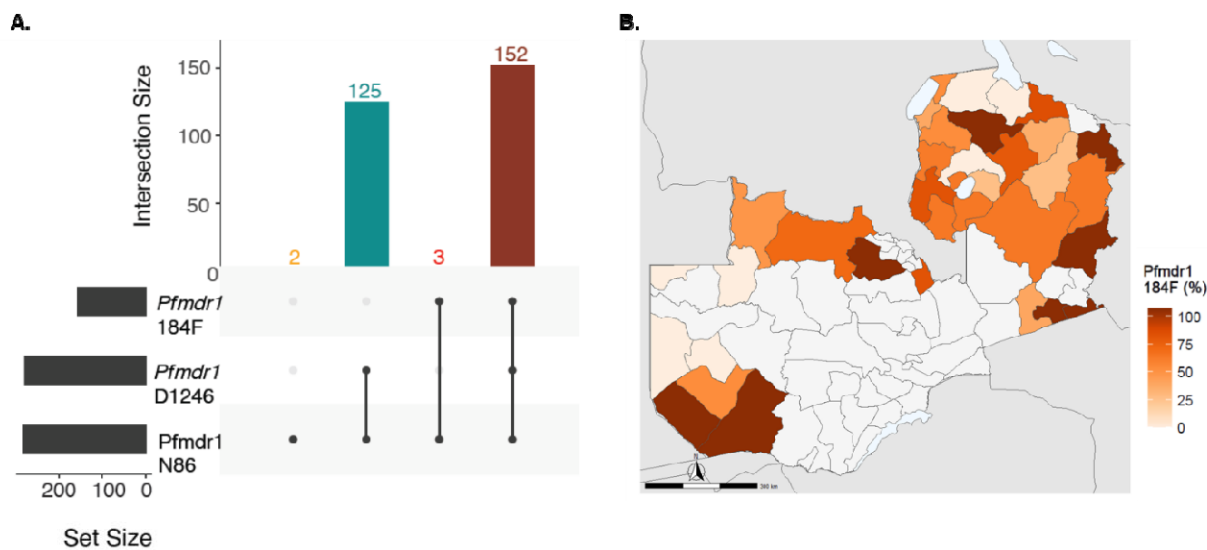 A.
Intersection Size
150
100
50
0
2
125
3
152
Pfmdr1
184F
Pfmdr1
D1246
Pfmdr1
N86
200 100 0
Set Size
B.
Pfmdr1
184F (%)
100
75
50
25
0
N